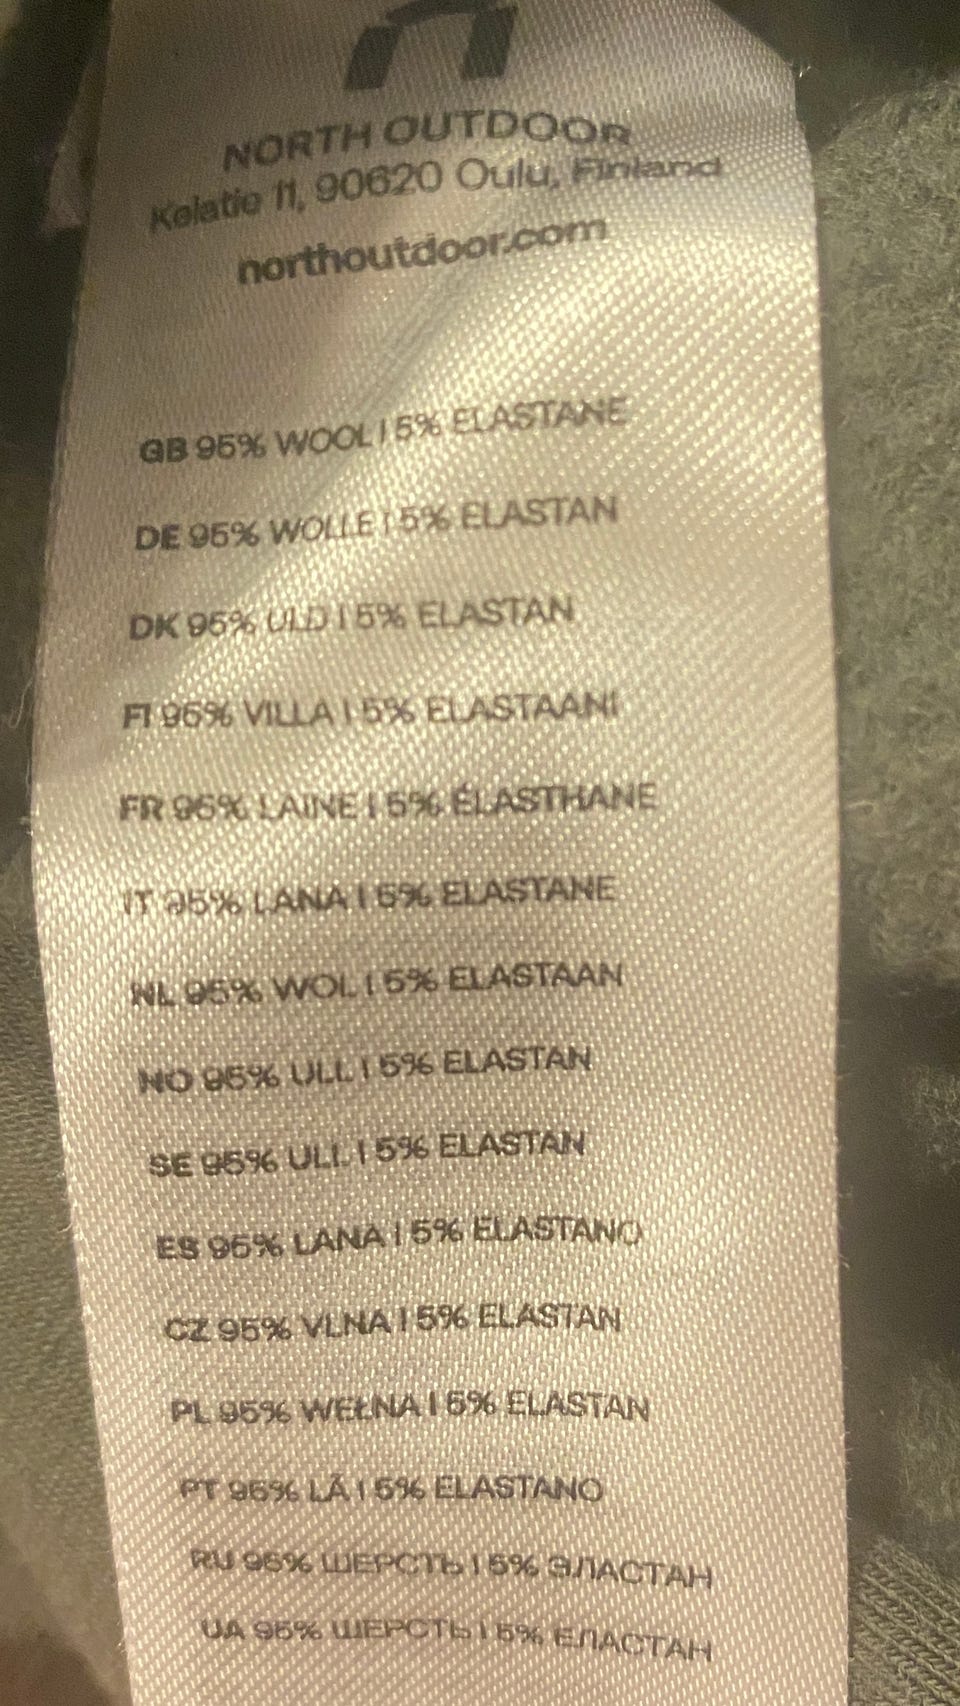 NORTH OUTDOOR
Kelatie 11, 90620 Oulu, Finland
northoutdoor.com
GB 95% WOOL | 5% ELASTANE
DE 95% WOLLE | 5% ELASTAN
DK 95% ULD | 5% ELASTAN
FI 95% VILLA | 5% ELASTAANI
FR 95% LAINE | 5% ÉLASTHANE
IT 95% LANA | 5% ELASTANE
NL 95% WOL | 5% ELASTAAN
NO 95% ULL | 5% ELASTAN
SE 95% ULL | 5% ELASTAN
ES 95% LANA | 5% ELASTANO
CZ 95% VLNA | 5% ELASTAN
PL 95% WEŁNA | 5% ELASTAN
PT 95% LÃ | 5% ELASTANO
RU 95% ШЕРСТЬ | 5% ЭЛАСТАН
UA 95% ШЕРСТЬ | 5% ЕЛАСТАН